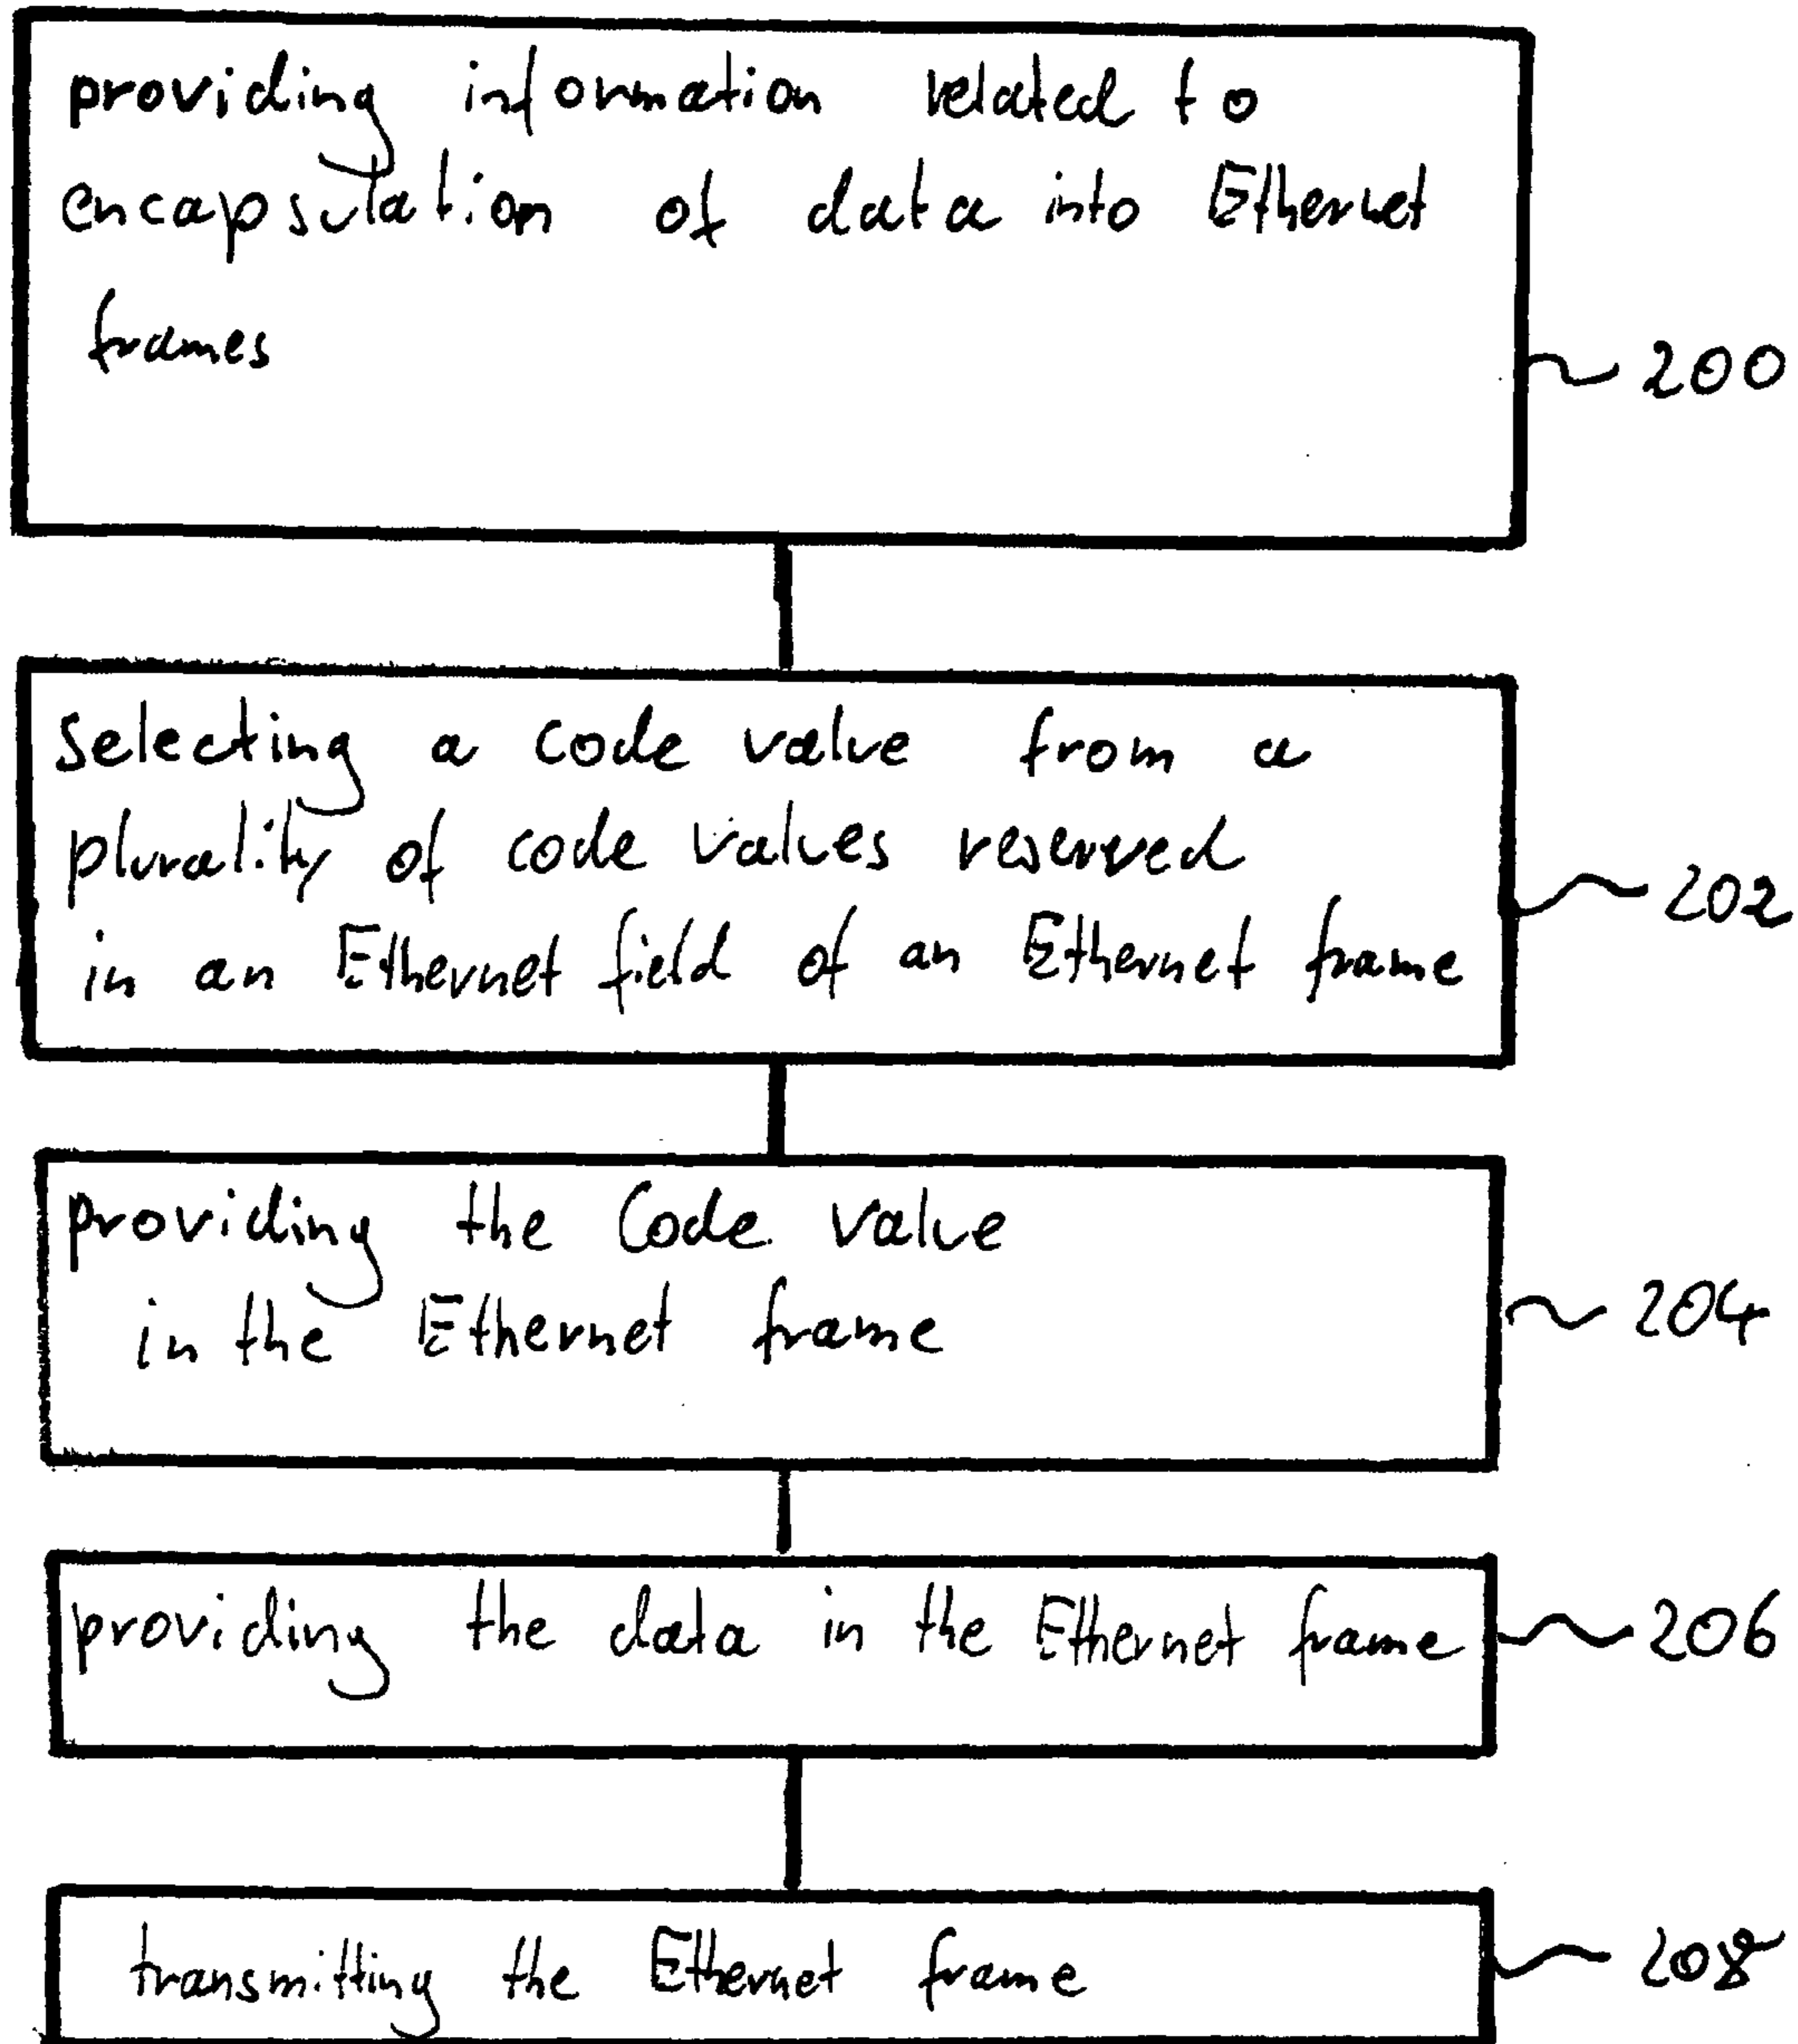 providing information related to
encapsulation of data into Ethernet
frames
200
selecting a code value from a
plurality of code values reserved
in an Ethernet field of an Ethernet frame
202
providing the Code value
in the Ethernet frame
204
providing the data in the Ethernet frame
206
transmitting the Ethernet frame
208